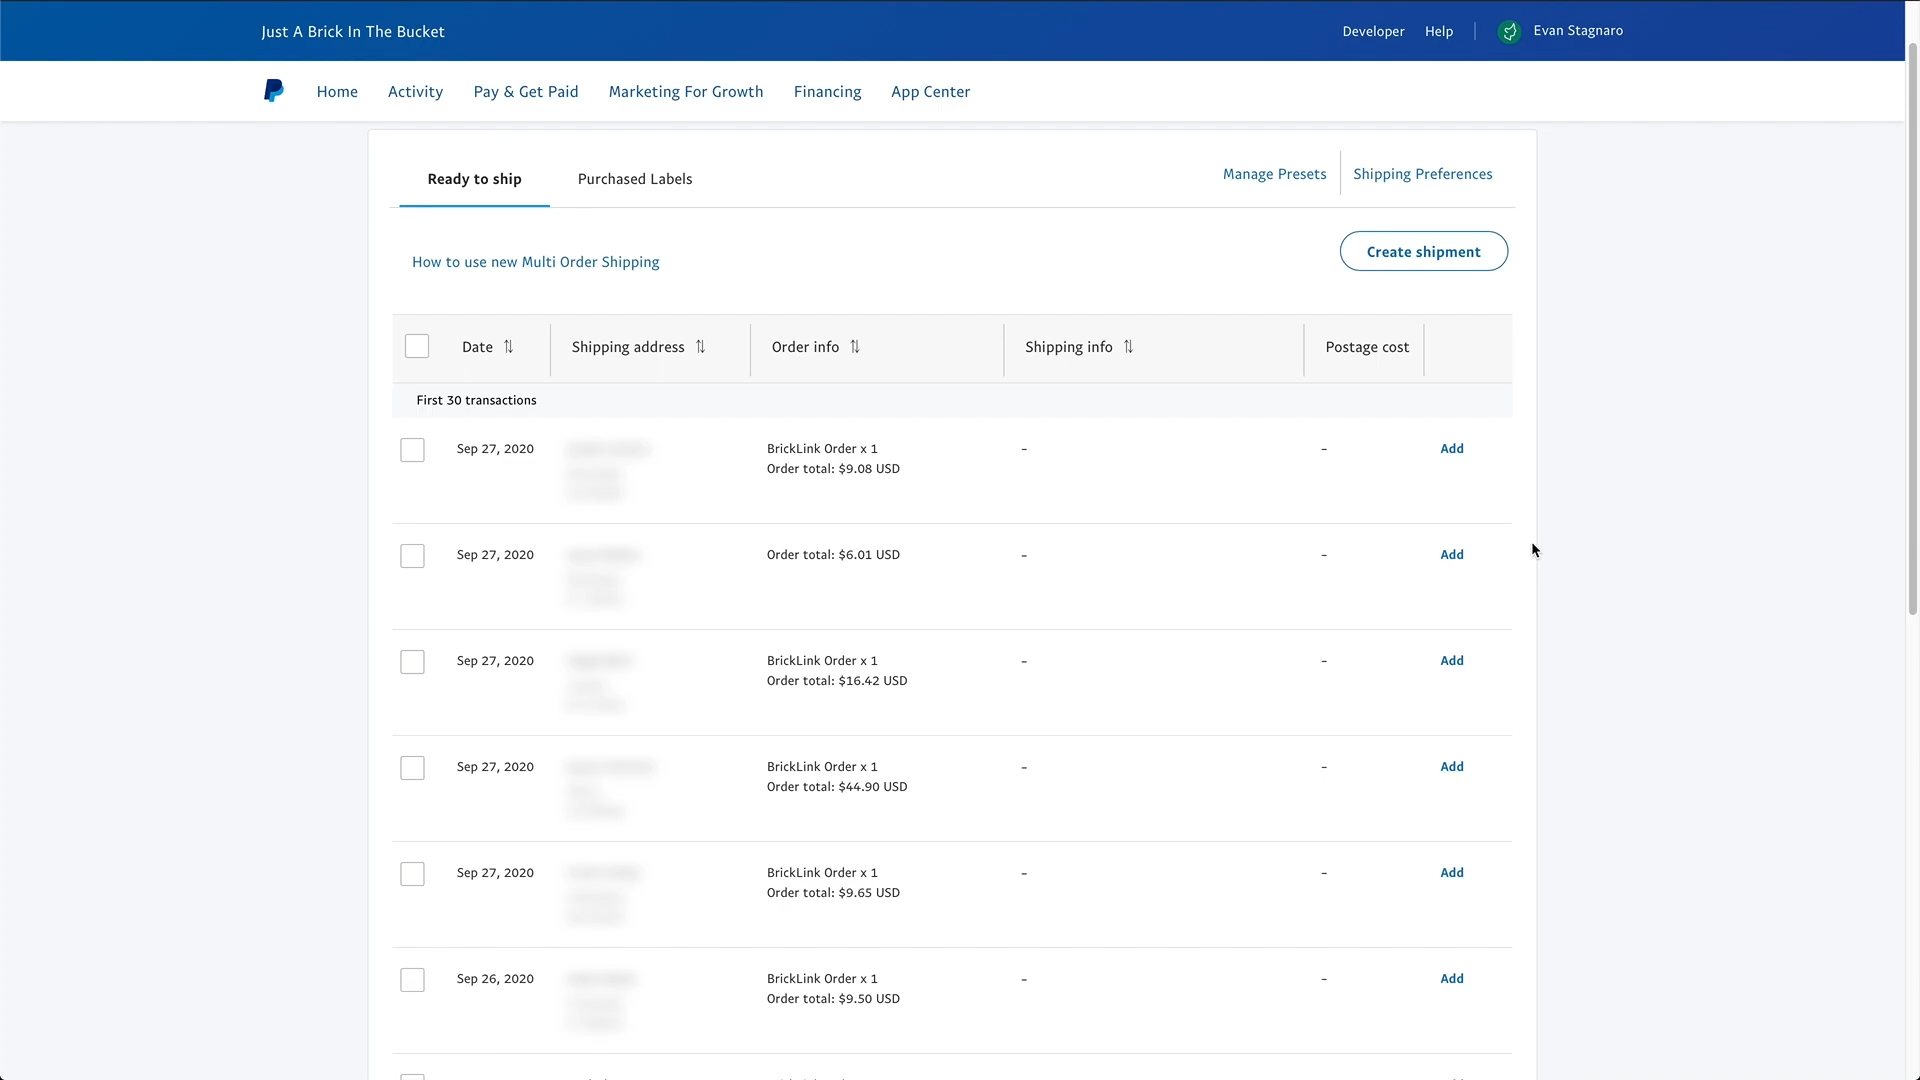 Just A Brick In The Bucket
Developer Help Evan Stagnaro
Home Activity Pay & Get Paid Marketing For Growth Financing App Center
Ready to ship Purchased Labels Manage Presets Shipping Preferences
How to use new Multi Order Shipping Create shipment
Date Shipping address Order info Shipping info Postage cost
First 30 transactions
Sep 27, 2020 BrickLink Order x 1 - - Add
Order total: $9.08 USD
Sep 27, 2020 Order total: $6.01 USD - - Add
Sep 27, 2020 BrickLink Order x 1 - - Add
Order total: $16.42 USD
Sep 27, 2020 BrickLink Order x 1 - - Add
Order total: $44.90 USD
Sep 27, 2020 BrickLink Order x 1 - - Add
Order total: $9.65 USD
Sep 26, 2020 BrickLink Order x 1 - - Add
Order total: $9.50 USD